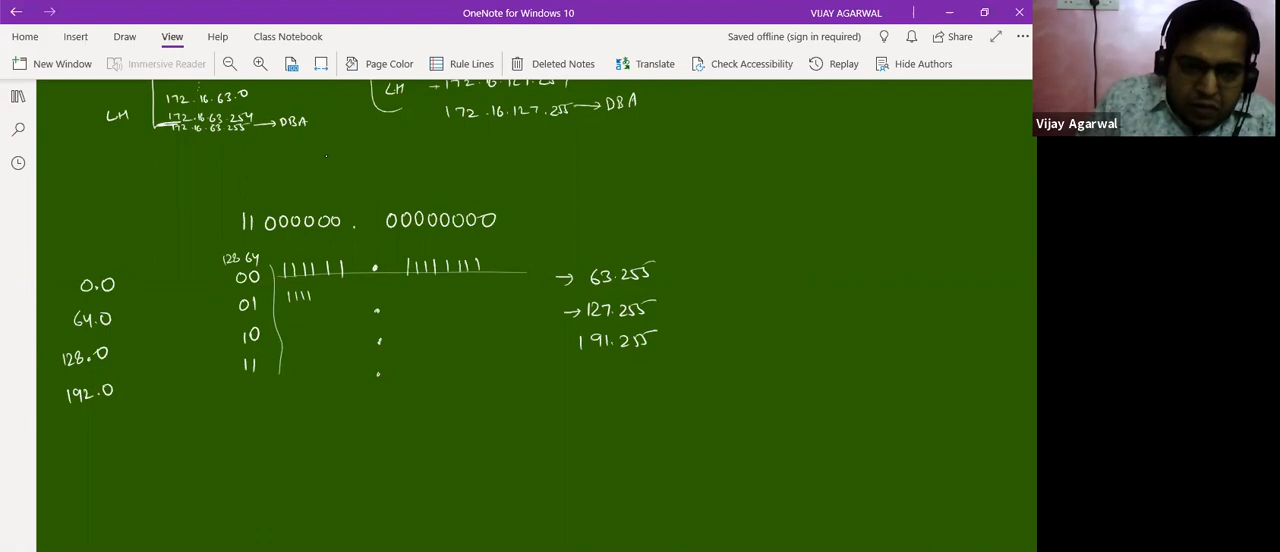 OneNote for Windows 10
VIJAY AGARWAL
Home Insert Draw View Help Class Notebook
Saved offline (sign in required) Share
New Window Immersive Reader Page Color Rule Lines Deleted Notes Translate Check Accessibility Replay Hide Authors
Vijay Agarwal
172.16.63.0
LH 172.16.63.254
172.16.63.255 → DBA
LH → 172.16.127.254
172.16.127.255 → DBA
11000000 . 00000000
128 64
0.0 00 111111 . 11111111 → 63.255
64.0 01 1111 . → 127.255
128.0 10 . 191.255
192.0 11 .